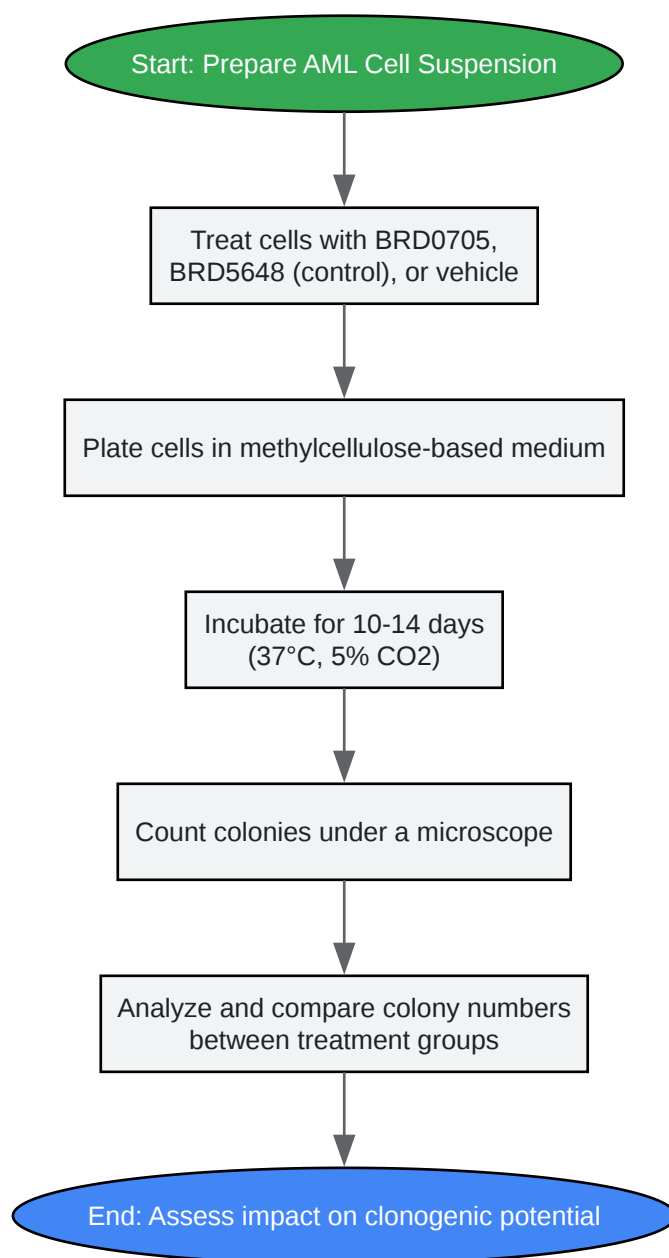 Start: Prepare AML Cell Suspension
Treat cells with BRD0705,
BRD5648 (control), or vehicle
Plate cells in methylcellulose-based medium
Incubate for 10-14 days
(37°C, 5% CO2)
Count colonies under a microscope
Analyze and compare colony numbers
between treatment groups
End: Assess impact on clonogenic potential